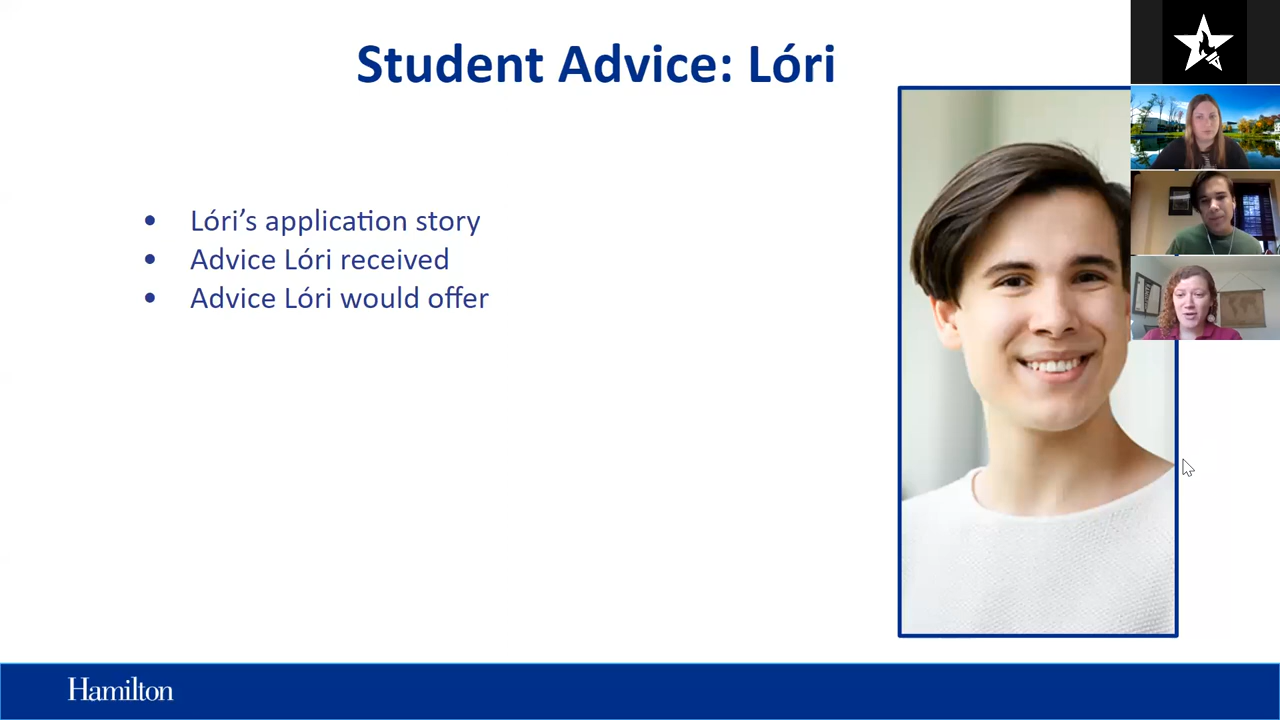 Student Advice: Lóri
• Lóri’s application story
• Advice Lóri received
• Advice Lóri would offer
Hamilton